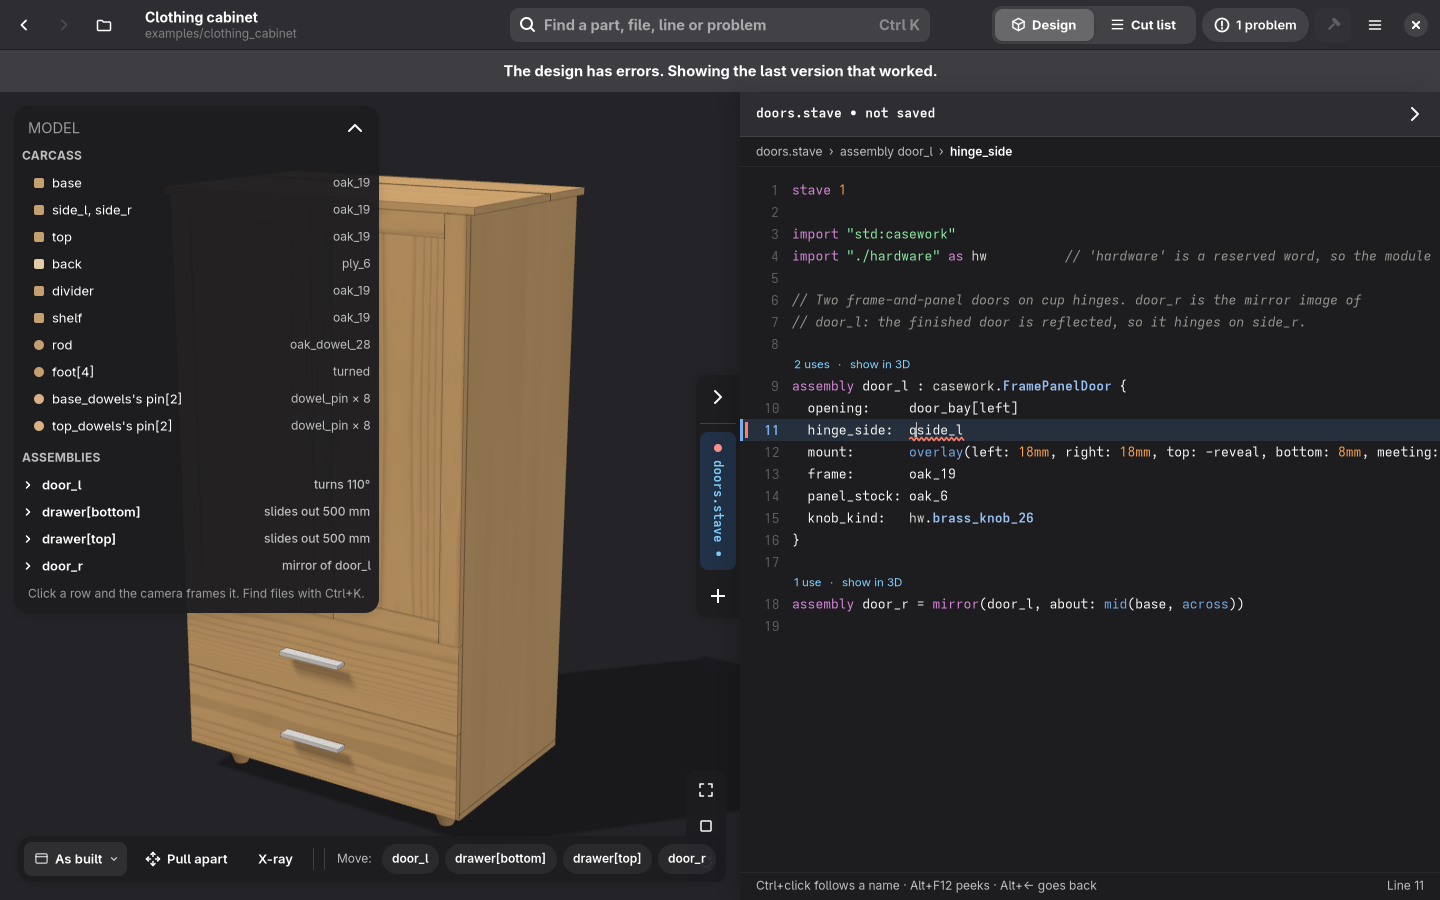 Clothing cabinet
examples/clothing_cabinet
Find a part, file, line or problem Ctrl K
Design
Cut list
1 problem
The design has errors. Showing the last version that worked.
MODEL
CARCASS
base oak_19
side_l, side_r oak_19
top oak_19
back ply_6
divider oak_19
shelf oak_19
rod oak_dowel_28
foot[4] turned
base_dowels's pin[2] dowel_pin × 8
top_dowels's pin[2] dowel_pin × 8
ASSEMBLIES
door_l turns 110°
drawer[bottom] slides out 500 mm
drawer[top] slides out 500 mm
door_r mirror of door_l
Click a row and the camera frames it. Find files with Ctrl+K.
As built
Pull apart
X-ray
Move:
door_l
drawer[bottom]
drawer[top]
door_r
doors.stave •
doors.stave • not saved
doors.stave › assembly door_l › hinge_side
1 stave 1
2
3 import "std:casework"
4 import "./hardware" as hw // 'hardware' is a reserved word, so the module
5
6 // Two frame-and-panel doors on cup hinges. door_r is the mirror image of
7 // door_l: the finished door is reflected, so it hinges on side_r.
8
2 uses · show in 3D
9 assembly door_l : casework.FramePanelDoor {
10 opening: door_bay[left]
11 hinge_side: qside_l
12 mount: overlay(left: 18mm, right: 18mm, top: -reveal, bottom: 8mm, meeting:
13 frame: oak_19
14 panel_stock: oak_6
15 knob_kind: hw.brass_knob_26
16 }
17
1 use · show in 3D
18 assembly door_r = mirror(door_l, about: mid(base, across))
19
Ctrl+click follows a name · Alt+F12 peeks · Alt+← goes back
Line 11